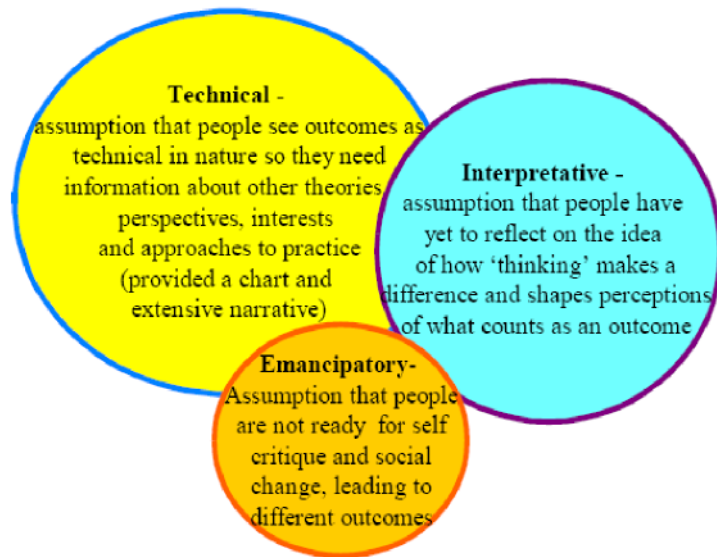 Technical -
assumption that people see outcomes as
technical in nature so they need
information about other theories,
perspectives, interests
and approaches to practice
(provided a chart and
extensive narrative)
Interpretative -
assumption that people have
yet to reflect on the idea
of how ‘thinking’ makes a
difference and shapes perceptions
of what counts as an outcome
Emancipatory-
Assumption that people
are not ready for self
critique and social
change, leading to
different outcomes